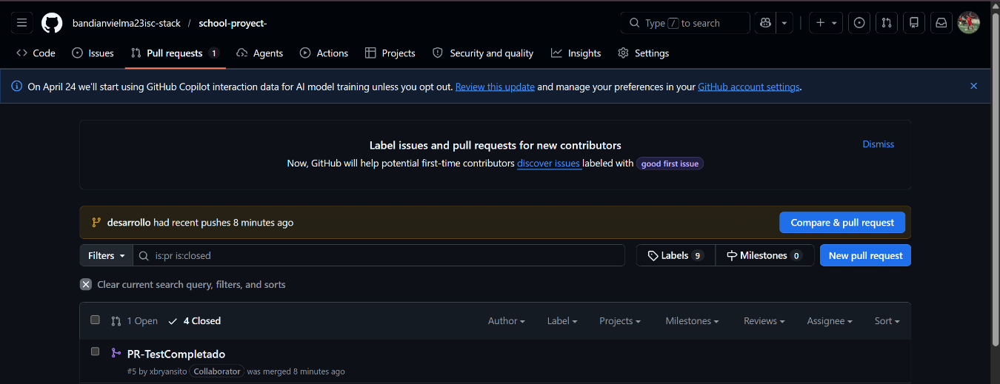 bandianvielma23isc-stack / school-proyect-
Type / to search
Code Issues Pull requests 1 Agents Actions Projects Security and quality Insights Settings
On April 24 we'll start using GitHub Copilot interaction data for AI model training unless you opt out. Review this update and manage your preferences in your GitHub account settings.
Label issues and pull requests for new contributors
Dismiss
Now, GitHub will help potential first-time contributors discover issues labeled with good first issue
desarrollo had recent pushes 8 minutes ago
Compare & pull request
Filters is:pr is:closed Labels 9 Milestones 0 New pull request
Clear current search query, filters, and sorts
1 Open 4 Closed Author Label Projects Milestones Reviews Assignee Sort
PR-TestCompletado
#5 by xbryansito Collaborator was merged 8 minutes ago